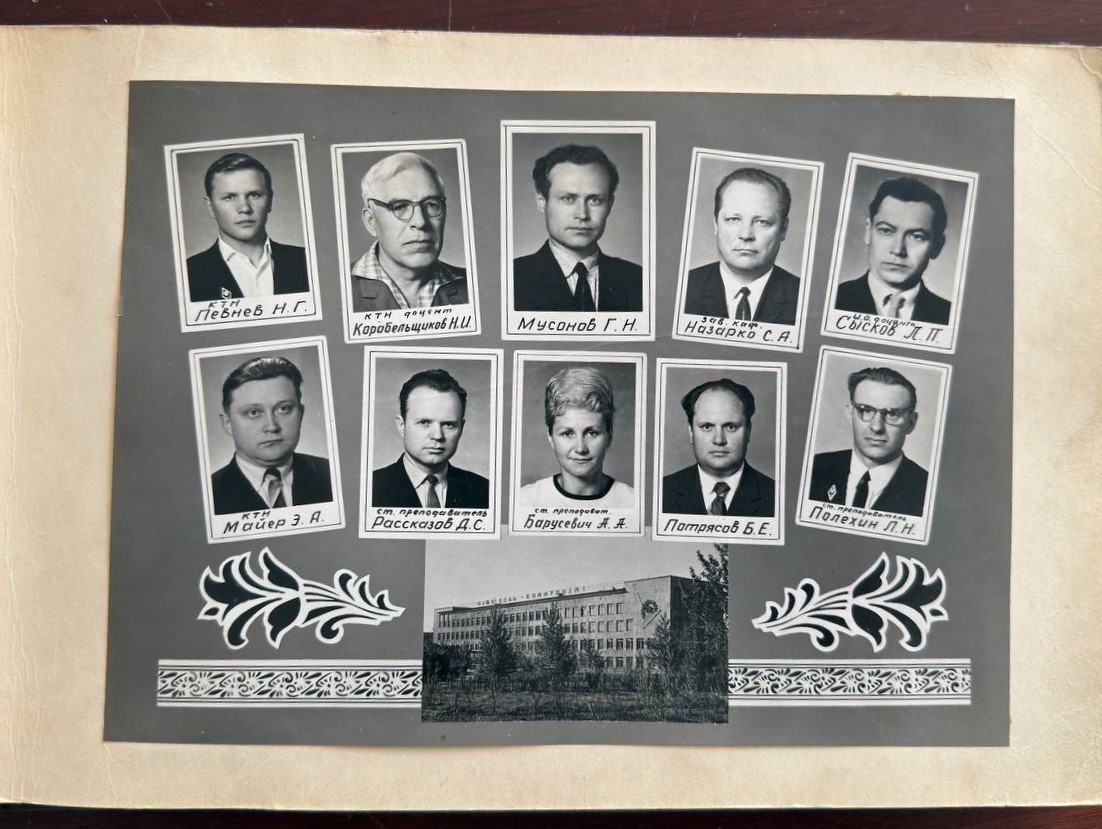 КТН
Певнев Н.Г.
КТН доцент
Коробельщиков Н.И.
Мусонов Г.Н.
зав. каф.
Назарко С.А.
И.О. доцента
Сысков Л.П.
КТН
Майер Э.А.
ст. преподаватель
Рассказов Д.С.
ст. преподават.
Барусевич А.А.
Патрясов Б.Е.
ст. преподаватель
Полехин Л.Н.